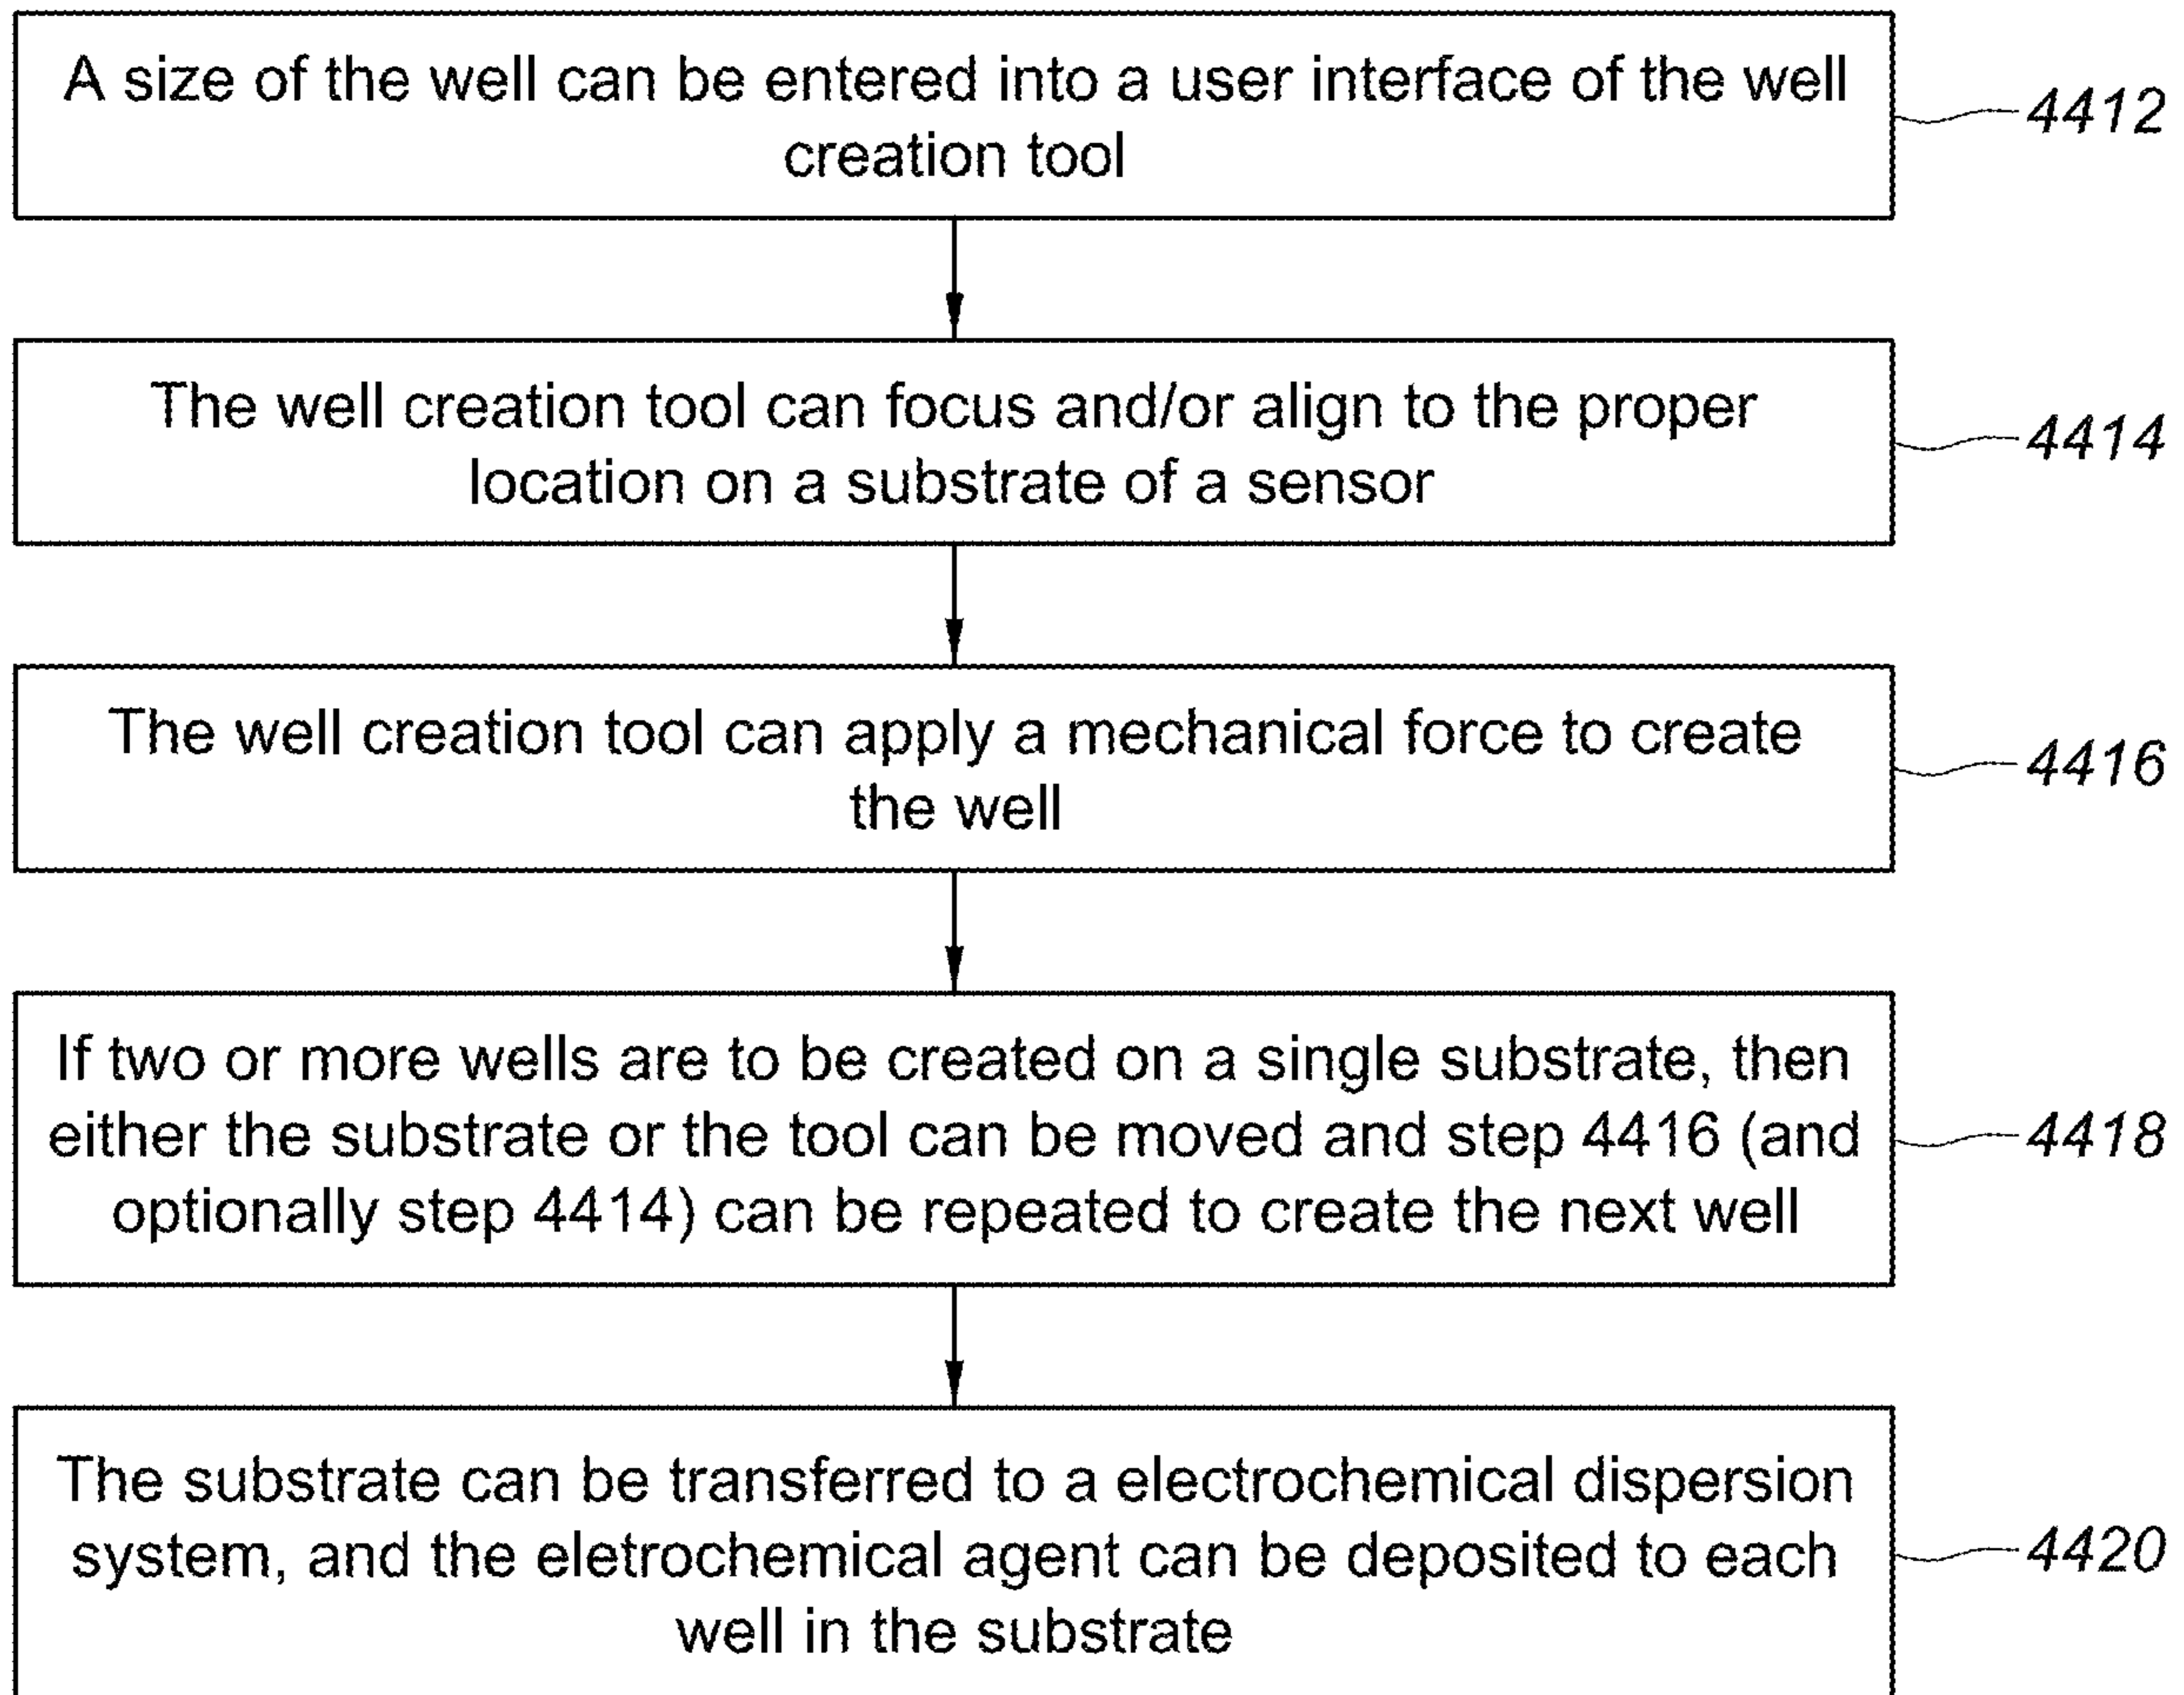 A size of the well can be entered into a user interface of the well
creation tool
4412
The well creation tool can focus and/or align to the proper
location on a substrate of a sensor
4414
The well creation tool can apply a mechanical force to create
the well
4416
If two or more wells are to be created on a single substrate, then
either the substrate or the tool can be moved and step 4416 (and
optionally step 4414) can be repeated to create the next well
4418
The substrate can be transferred to a electrochemical dispersion
system, and the eletrochemical agent can be deposited to each
well in the substrate
4420